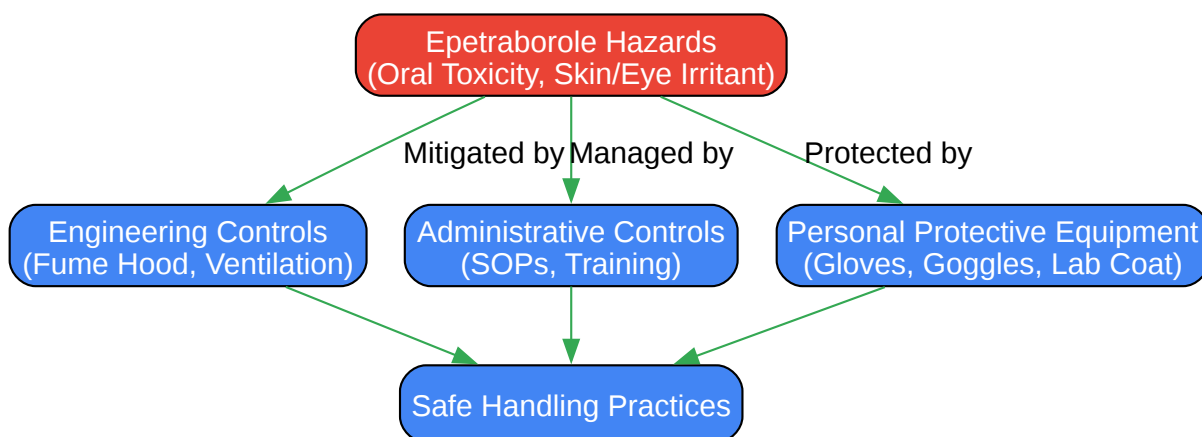 Epetraborole Hazards
(Oral Toxicity, Skin/Eye Irritant)
Mitigated by
Managed by
Protected by
Engineering Controls
(Fume Hood, Ventilation)
Administrative Controls
(SOPs, Training)
Personal Protective Equipment
(Gloves, Goggles, Lab Coat)
Safe Handling Practices